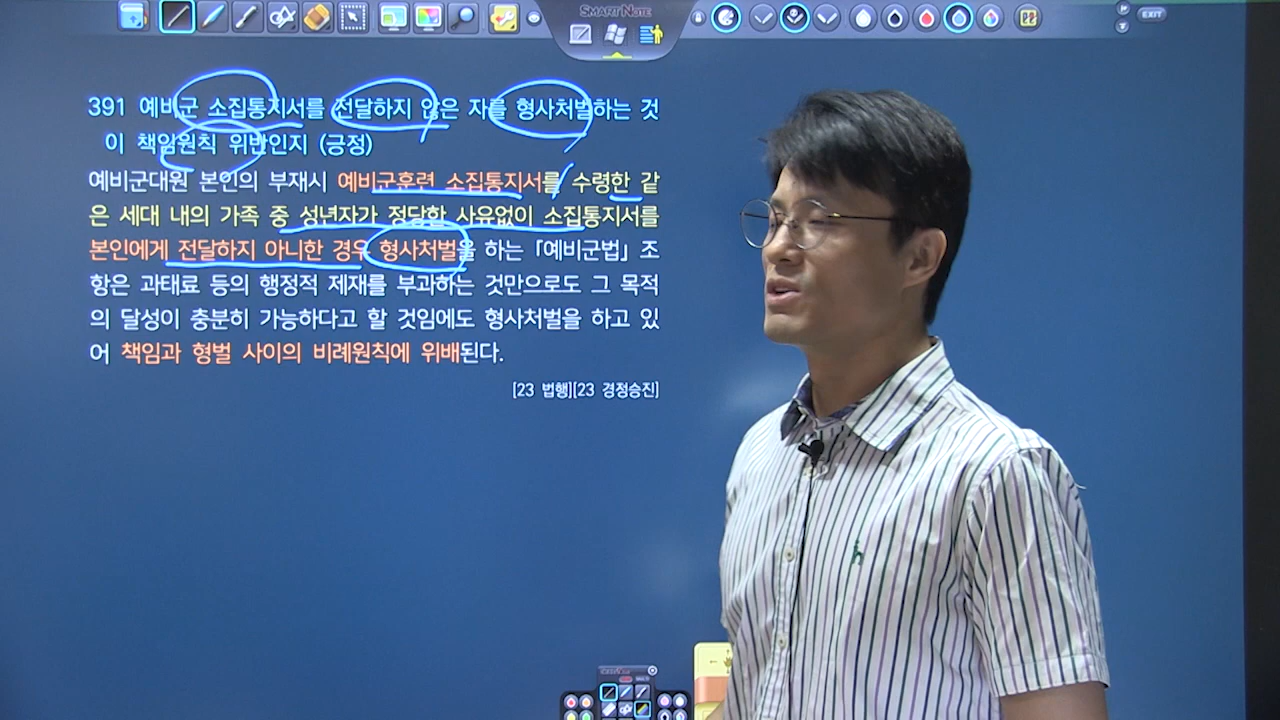 SMART NOTE
EXIT
391 예비군 소집통지서를 전달하지 않은 자를 형사처벌하는 것
이 책임원칙 위반인지 (긍정)
예비군대원 본인의 부재시 예비군훈련 소집통지서를 수령한 같
은 세대 내의 가족 중 성년자가 정당한 사유없이 소집통지서를
본인에게 전달하지 아니한 경우 형사처벌을 하는 「예비군법」 조
항은 과태료 등의 행정적 제재를 부과하는 것만으로도 그 목적
의 달성이 충분히 가능하다고 할 것임에도 형사처벌을 하고 있
어 책임과 형벌 사이의 비례원칙에 위배된다.
[23 법행][23 경정승진]